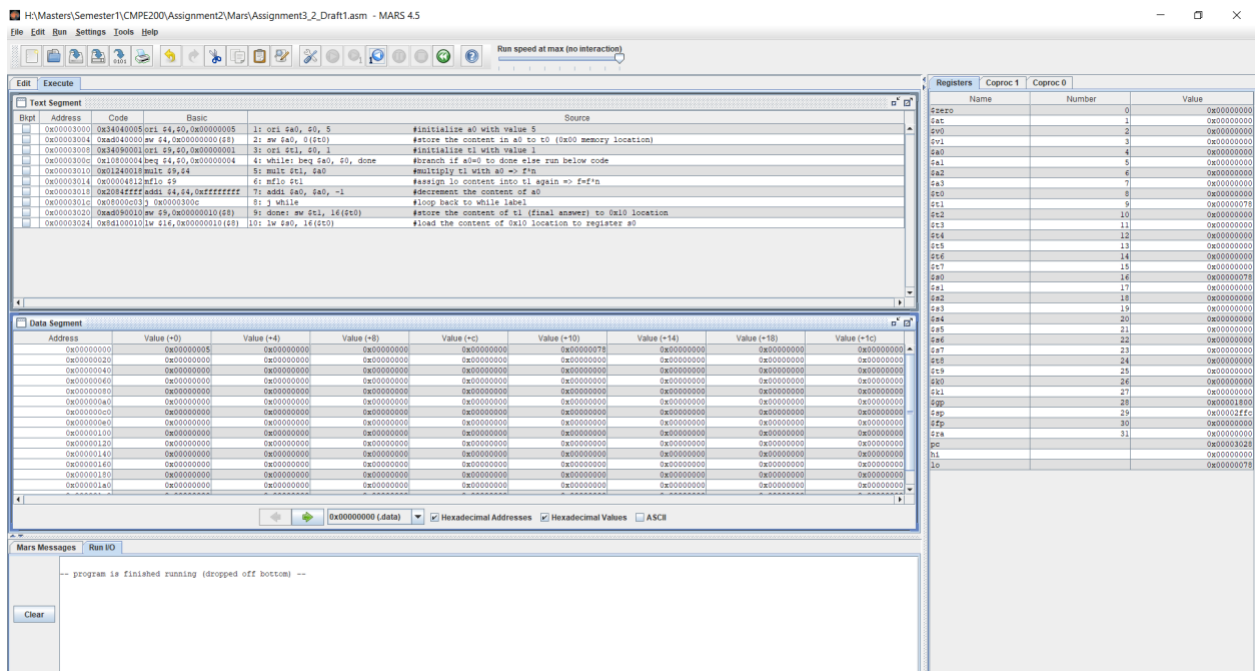 H:\Masters\Semester1\CMPE200\Assignment2\Mars\Assignment3_2_Draft1.asm - MARS 4.5
File Edit Run Settings Tools Help
Run speed at max (no interaction)
Edit Execute
Text Segment
Bkpt Address Code Basic Source
0x00003000 0x34040005 ori $4,$0,0x00000005 1: ori $a0, $0, 5 #initialize a0 with value 5
0x00003004 0xad040000 sw $4,0x00000000($8) 2: sw $a0, 0($t0) #store the content in a0 to t0 (0x00 memory location)
0x00003008 0x34090001 ori $9,$0,0x00000001 3: ori $t1, $0, 1 #initialize t1 with value 1
0x0000300c 0x10800004 beq $4,$0,0x00000004 4: while: beq $a0, $0, done #branch if a0=0 to done else run below code
0x00003010 0x01240018 mult $9,$4 5: mult $t1, $a0 #multiply t1 with a0 => f*n
0x00003014 0x00004812 mflo $9 6: mflo $t1 #assign lo content into t1 again => f=f*n
0x00003018 0x2084ffff addi $4,$4,0xffffffff 7: addi $a0, $a0, -1 #decrement the content of a0
0x0000301c 0x08000c03 j 0x0000300c 8: j while #loop back to while label
0x00003020 0xad090010 sw $9,0x00000010($8) 9: done: sw $t1, 16($t0) #store the content of t1 (final answer) to 0x10 location
0x00003024 0x8d100010 lw $16,0x00000010($8) 10: lw $s0, 16($t0) #load the content of 0x10 location to register s0
Data Segment
Address Value (+0) Value (+4) Value (+8) Value (+c) Value (+10) Value (+14) Value (+18) Value (+1c)
0x00000000 0x00000005 0x00000000 0x00000000 0x00000000 0x00000078 0x00000000 0x00000000 0x00000000
0x00000020 0x00000000 0x00000000 0x00000000 0x00000000 0x00000000 0x00000000 0x00000000 0x00000000
0x00000040 0x00000000 0x00000000 0x00000000 0x00000000 0x00000000 0x00000000 0x00000000 0x00000000
0x00000060 0x00000000 0x00000000 0x00000000 0x00000000 0x00000000 0x00000000 0x00000000 0x00000000
0x00000080 0x00000000 0x00000000 0x00000000 0x00000000 0x00000000 0x00000000 0x00000000 0x00000000
0x000000a0 0x00000000 0x00000000 0x00000000 0x00000000 0x00000000 0x00000000 0x00000000 0x00000000
0x000000c0 0x00000000 0x00000000 0x00000000 0x00000000 0x00000000 0x00000000 0x00000000 0x00000000
0x000000e0 0x00000000 0x00000000 0x00000000 0x00000000 0x00000000 0x00000000 0x00000000 0x00000000
0x00000100 0x00000000 0x00000000 0x00000000 0x00000000 0x00000000 0x00000000 0x00000000 0x00000000
0x00000120 0x00000000 0x00000000 0x00000000 0x00000000 0x00000000 0x00000000 0x00000000 0x00000000
0x00000140 0x00000000 0x00000000 0x00000000 0x00000000 0x00000000 0x00000000 0x00000000 0x00000000
0x00000160 0x00000000 0x00000000 0x00000000 0x00000000 0x00000000 0x00000000 0x00000000 0x00000000
0x00000180 0x00000000 0x00000000 0x00000000 0x00000000 0x00000000 0x00000000 0x00000000 0x00000000
0x000001a0 0x00000000 0x00000000 0x00000000 0x00000000 0x00000000 0x00000000 0x00000000 0x00000000
0x00000000 (.data) Hexadecimal Addresses Hexadecimal Values ASCII
Mars Messages Run I/O
-- program is finished running (dropped off bottom) --
Clear
Registers Coproc 1 Coproc 0
Name Number Value
$zero 0 0x00000000
$at 1 0x00000000
$v0 2 0x00000000
$v1 3 0x00000000
$a0 4 0x00000000
$a1 5 0x00000000
$a2 6 0x00000000
$a3 7 0x00000000
$t0 8 0x00000000
$t1 9 0x00000078
$t2 10 0x00000000
$t3 11 0x00000000
$t4 12 0x00000000
$t5 13 0x00000000
$t6 14 0x00000000
$t7 15 0x00000000
$s0 16 0x00000078
$s1 17 0x00000000
$s2 18 0x00000000
$s3 19 0x00000000
$s4 20 0x00000000
$s5 21 0x00000000
$s6 22 0x00000000
$s7 23 0x00000000
$t8 24 0x00000000
$t9 25 0x00000000
$k0 26 0x00000000
$k1 27 0x00000000
$gp 28 0x00001800
$sp 29 0x00002ffc
$fp 30 0x00000000
$ra 31 0x00000000
pc 0x00003028
hi 0x00000000
lo 0x00000078